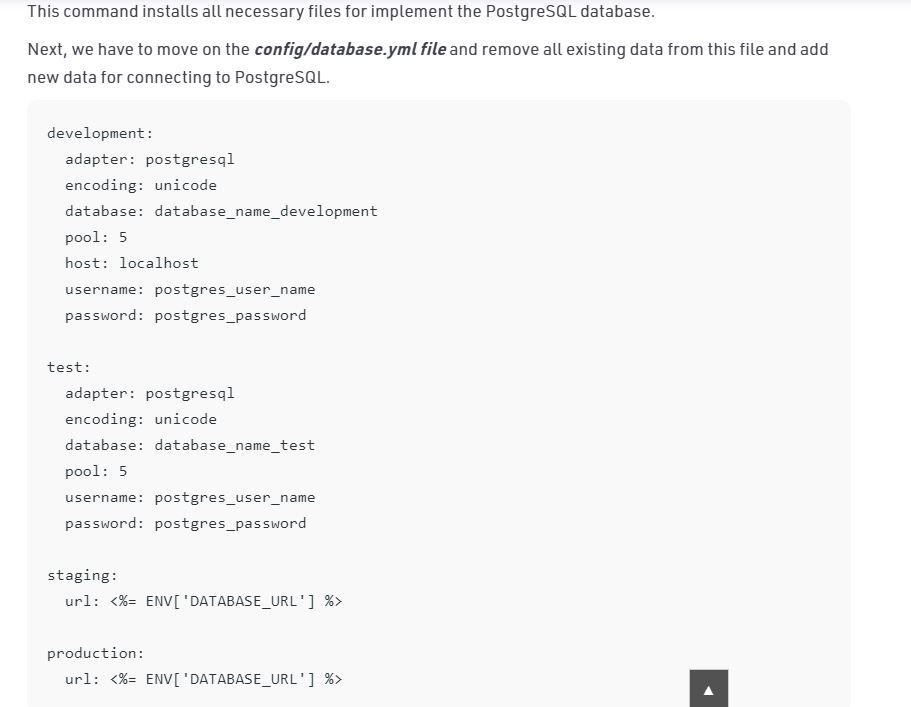 This command installs all necessary files for implement the PostgreSQL database.
Next, we have to move on the config/database.yml file and remove all existing data from this file and add
new data for connecting to PostgreSQL.
development:
  adapter: postgresql
  encoding: unicode
  database: database_name_development
  pool: 5
  host: localhost
  username: postgres_user_name
  password: postgres_password

test:
  adapter: postgresql
  encoding: unicode
  database: database_name_test
  pool: 5
  username: postgres_user_name
  password: postgres_password

staging:
  url: <%= ENV['DATABASE_URL'] %>

production:
  url: <%= ENV['DATABASE_URL'] %>